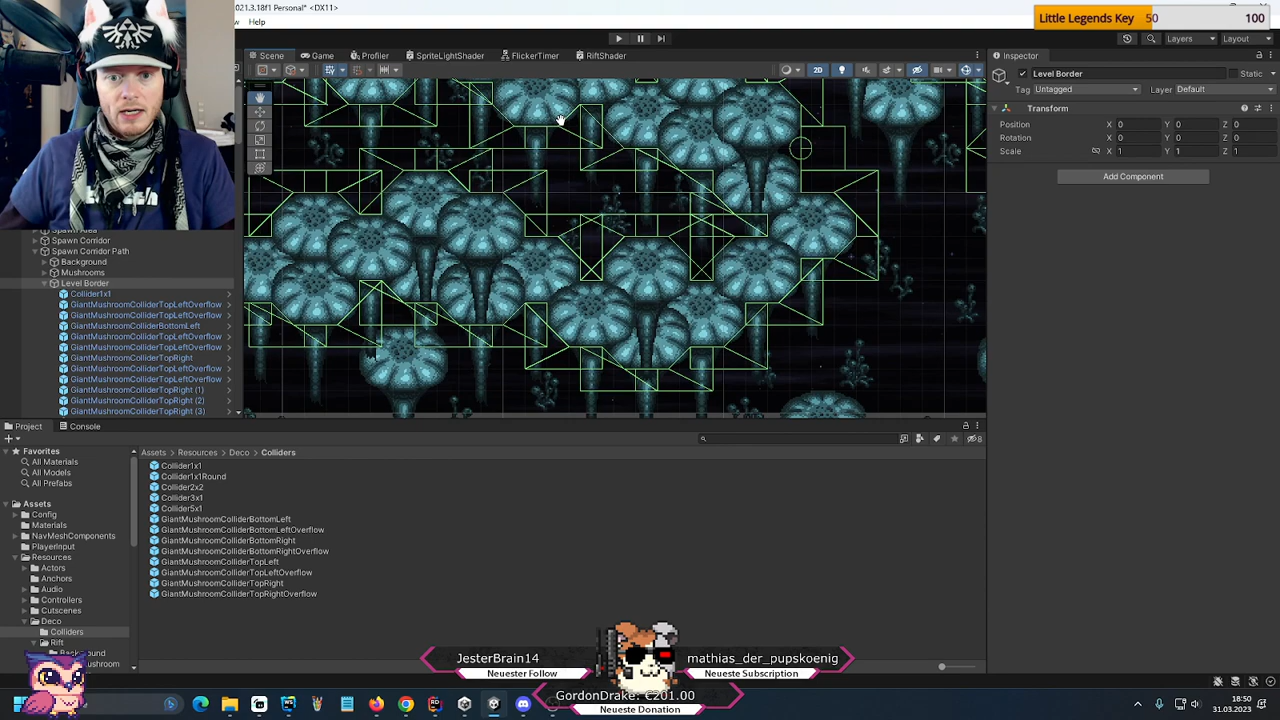 2021.3.18f1 Personal* <DX11>
Help
Little Legends Key 50 100
Layers
Layout
Scene
Game
Profiler
SpriteLightShader
FlickerTimer
RiftShader
2D
Inspector
Level Border
Static
Tag Untagged
Layer Default
Transform
Position X 0 Y 0 Z 0
Rotation X 0 Y 0 Z 0
Scale X 1 Y 1 Z 1
Add Component
Spawn Area
Spawn Corridor
Spawn Corridor Path
Background
Mushrooms
Level Border
Collider1x1
GiantMushroomColliderTopLeftOverflow
GiantMushroomColliderTopLeftOverflow
GiantMushroomColliderBottomLeft
GiantMushroomColliderTopLeftOverflow
GiantMushroomColliderTopLeftOverflow
GiantMushroomColliderTopRight
GiantMushroomColliderTopLeftOverflow
GiantMushroomColliderTopLeftOverflow
GiantMushroomColliderTopRight (1)
GiantMushroomColliderTopRight (2)
GiantMushroomColliderTopRight (3)
Project
Console
8
Favorites
All Materials
All Models
All Prefabs
Assets
Config
Materials
NavMeshComponents
PlayerInput
Resources
Actors
Anchors
Audio
Controllers
Cutscenes
Deco
Colliders
Rift
Background
Assets > Resources > Deco > Colliders
Collider1x1
Collider1x1Round
Collider2x2
Collider3x1
Collider5x1
GiantMushroomColliderBottomLeft
GiantMushroomColliderBottomLeftOverflow
GiantMushroomColliderBottomRight
GiantMushroomColliderBottomRightOverflow
GiantMushroomColliderTopLeft
GiantMushroomColliderTopLeftOverflow
GiantMushroomColliderTopRight
GiantMushroomColliderTopRightOverflow
JesterBrain14
Neuester Follow
mathias_der_pupskoenig
Neueste Subscription
GordonDrake: €201.00
Neueste Donation
18:50
31.03.2023